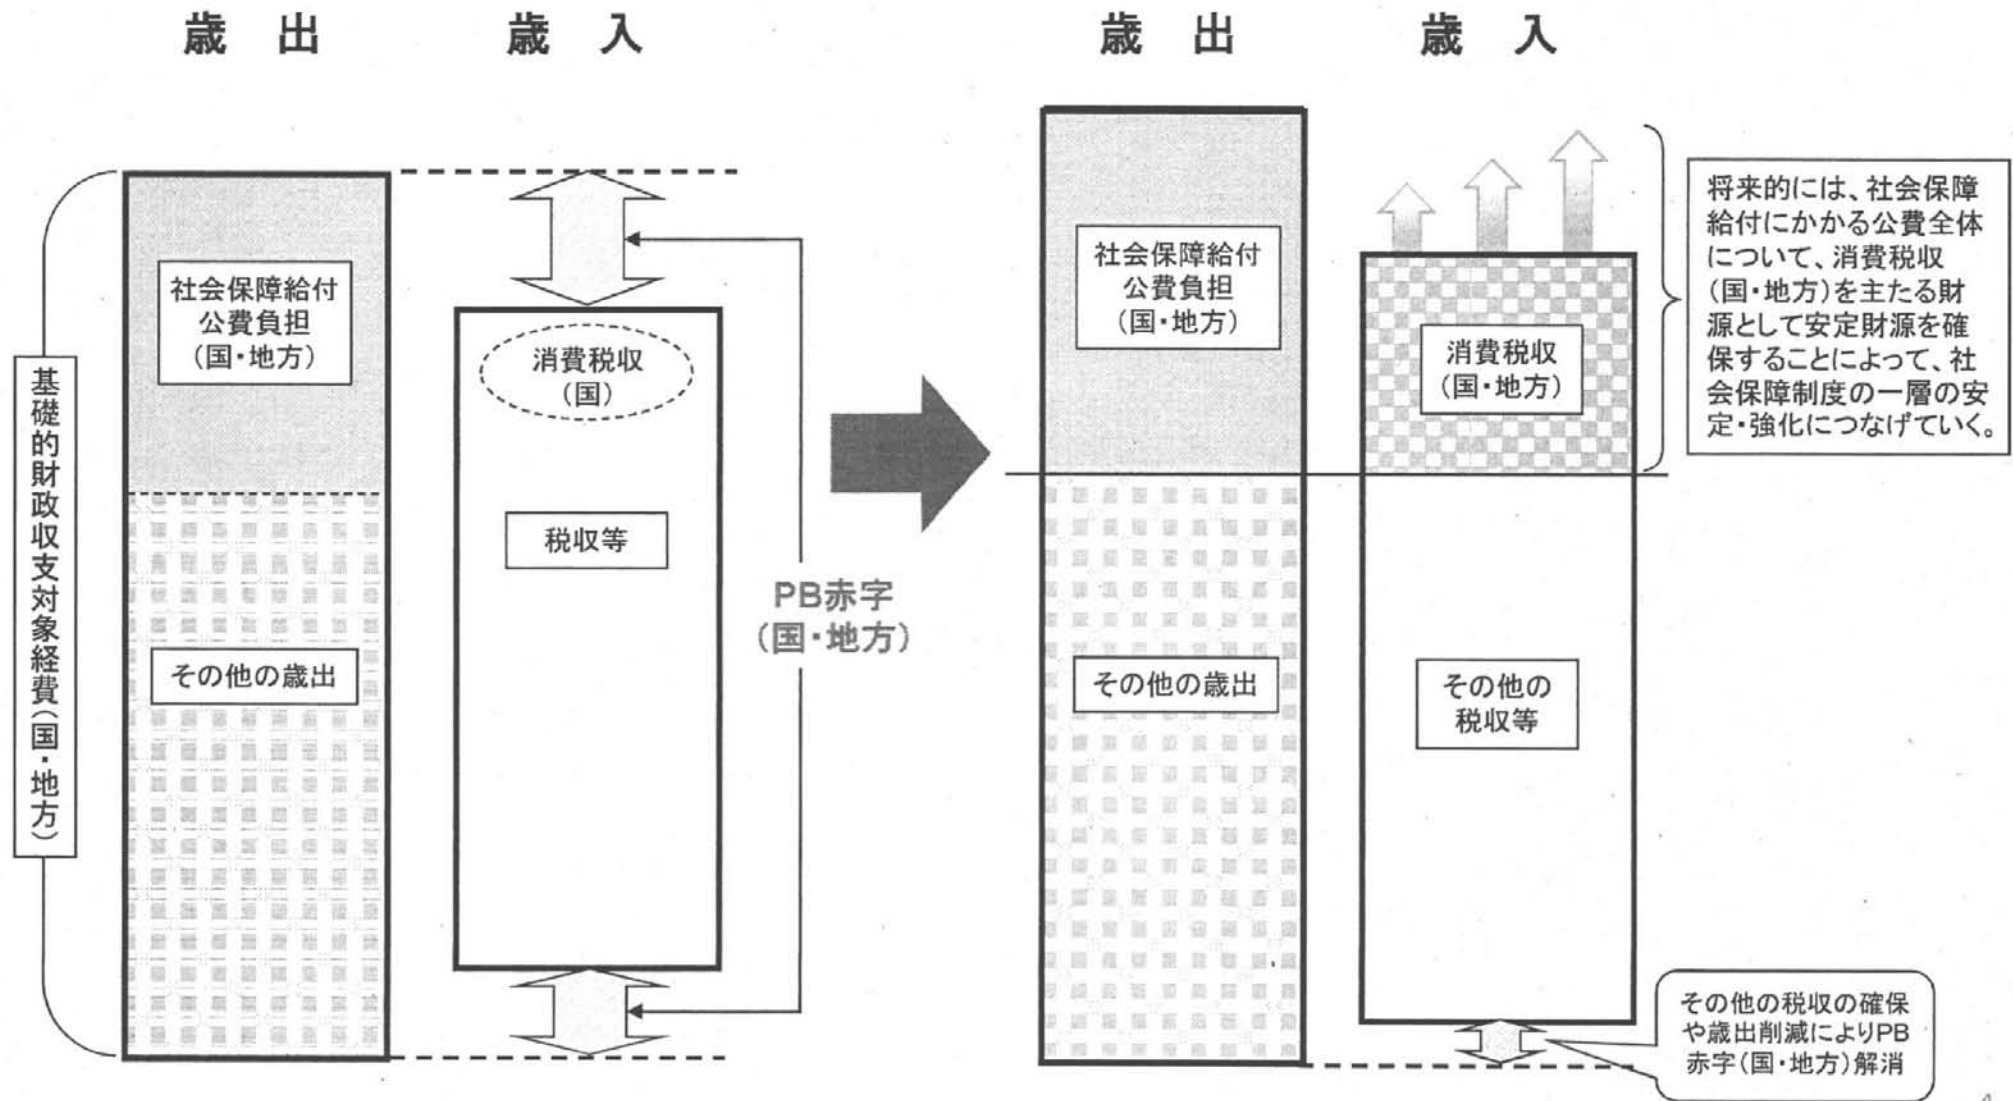 歳 出
歳 入
基礎的財政収支対象経費(国・地方)
社会保障給付
公費負担
(国・地方)
その他の歳出
消費税収
(国)
税収等
PB赤字
(国・地方)
歳 出
歳 入
社会保障給付
公費負担
(国・地方)
その他の歳出
消費税収
(国・地方)
その他の
税収等
将来的には、社会保障
給付にかかる公費全体
について、消費税収
(国・地方)を主たる財
源として安定財源を確
保することによって、社
会保障制度の一層の安
定・強化につなげていく。
その他の税収の確保
や歳出削減によりPB
赤字(国・地方)解消